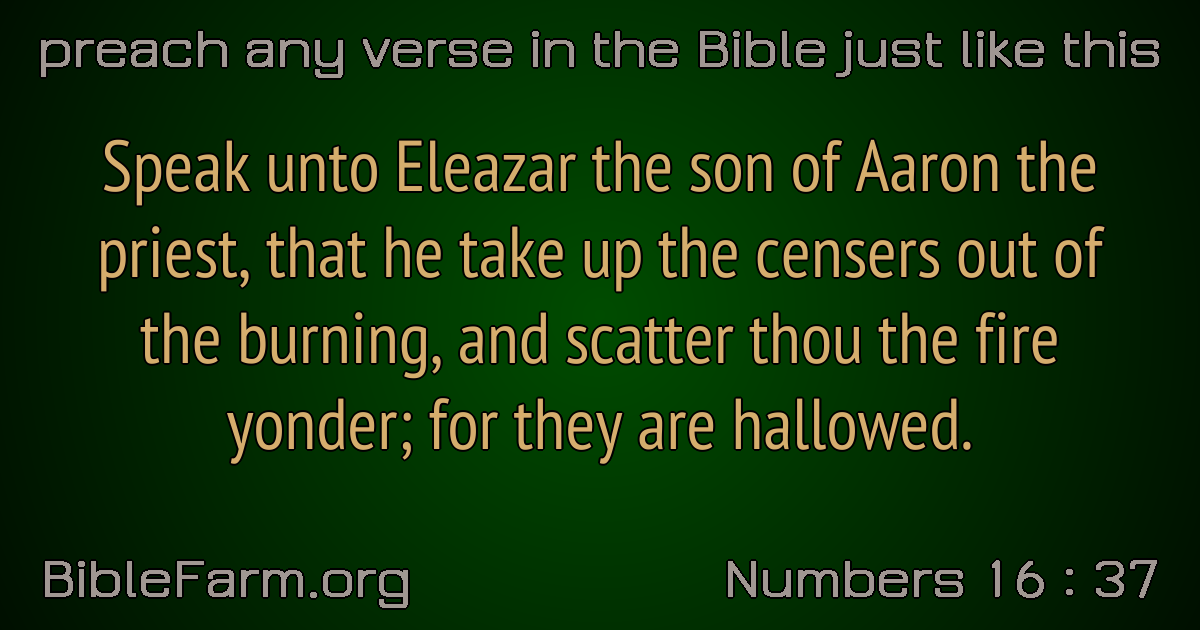 preach any verse in the Bible just like this
Speak unto Eleazar the son of Aaron the
priest, that he take up the censers out of
the burning, and scatter thou the fire
yonder; for they are hallowed.
BibleFarm.org
Numbers 16 : 37